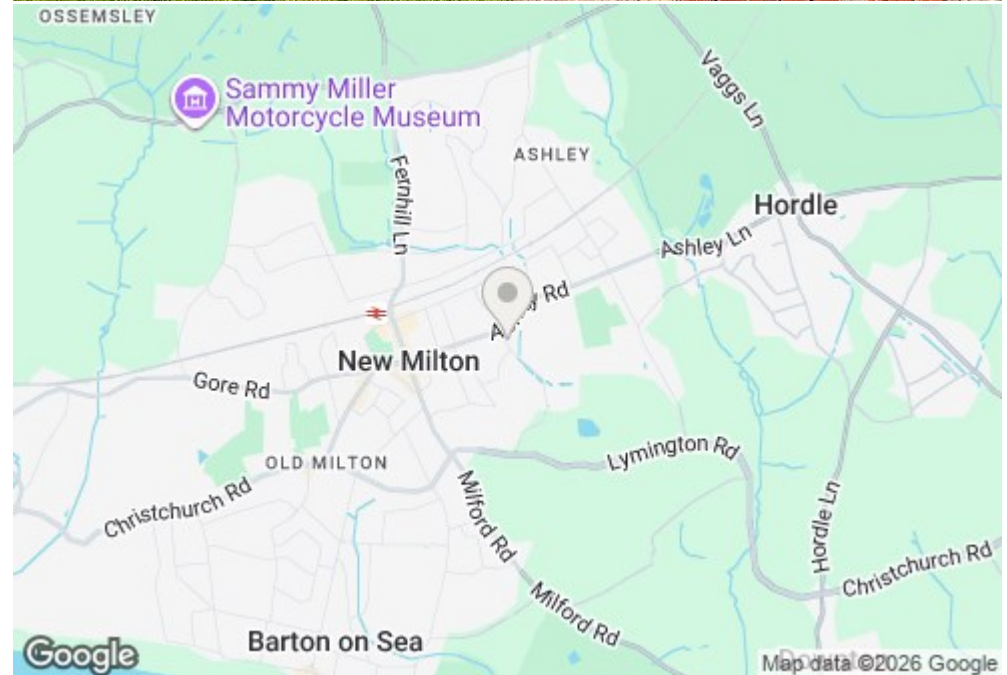 OSSEMSLEY
Sammy Miller
Motorcycle Museum
Vaggs Ln
ASHLEY
Fernhill Ln
Hordle
Ashley Ln
Rd
New Milton
Gore Rd
OLD MILTON
Lymington Rd
Christchurch Rd
Milford Rd
Hordle Ln
Christchurch Rd
Milford Rd
Barton on Sea
Google
Map data ©2026 Google